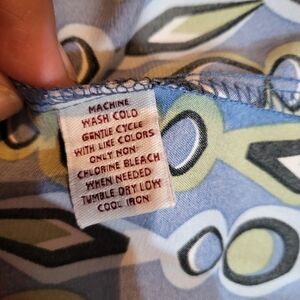 MACHINE
WASH COLD
GENTLE CYCLE
WITH LIKE COLORS
ONLY NON-
CHLORINE BLEACH
WHEN NEEDED
TUMBLE DRY LOW
COOL IRON